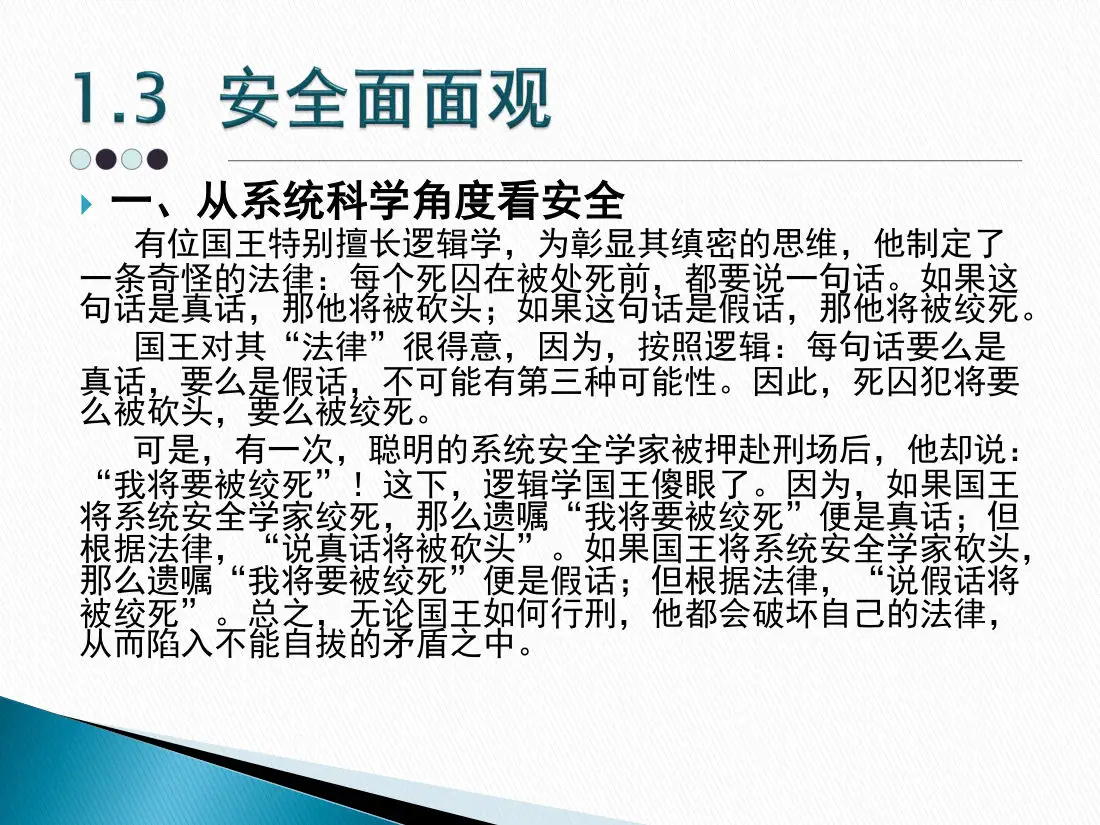 1.3 安全面面观
一、从系统科学角度看安全
有位国王特别擅长逻辑学，为彰显其缜密的思维，他制定了
一条奇怪的法律：每个死囚在被处死前，都要说一句话。如果这
句话是真话，那他将被砍头；如果这句话是假话，那他将被绞死。
国王对其“法律”很得意，因为，按照逻辑：每句话要么是
真话，要么是假话，不可能有第三种可能性。因此，死囚犯将要
么被砍头，要么被绞死。
可是，有一次，聪明的系统安全学家被押赴刑场后，他却说：
“我将要被绞死”！这下，逻辑学国王傻眼了。因为，如果国王
将系统安全学家绞死，那么遗嘱“我将要被绞死”便是真话；但
根据法律，“说真话将被砍头”。如果国王将系统安全学家砍头，
那么遗嘱“我将要被绞死”便是假话；但根据法律，“说假话将
被绞死”。总之，无论国王如何行刑，他都会破坏自己的法律，
从而陷入不能自拔的矛盾之中。